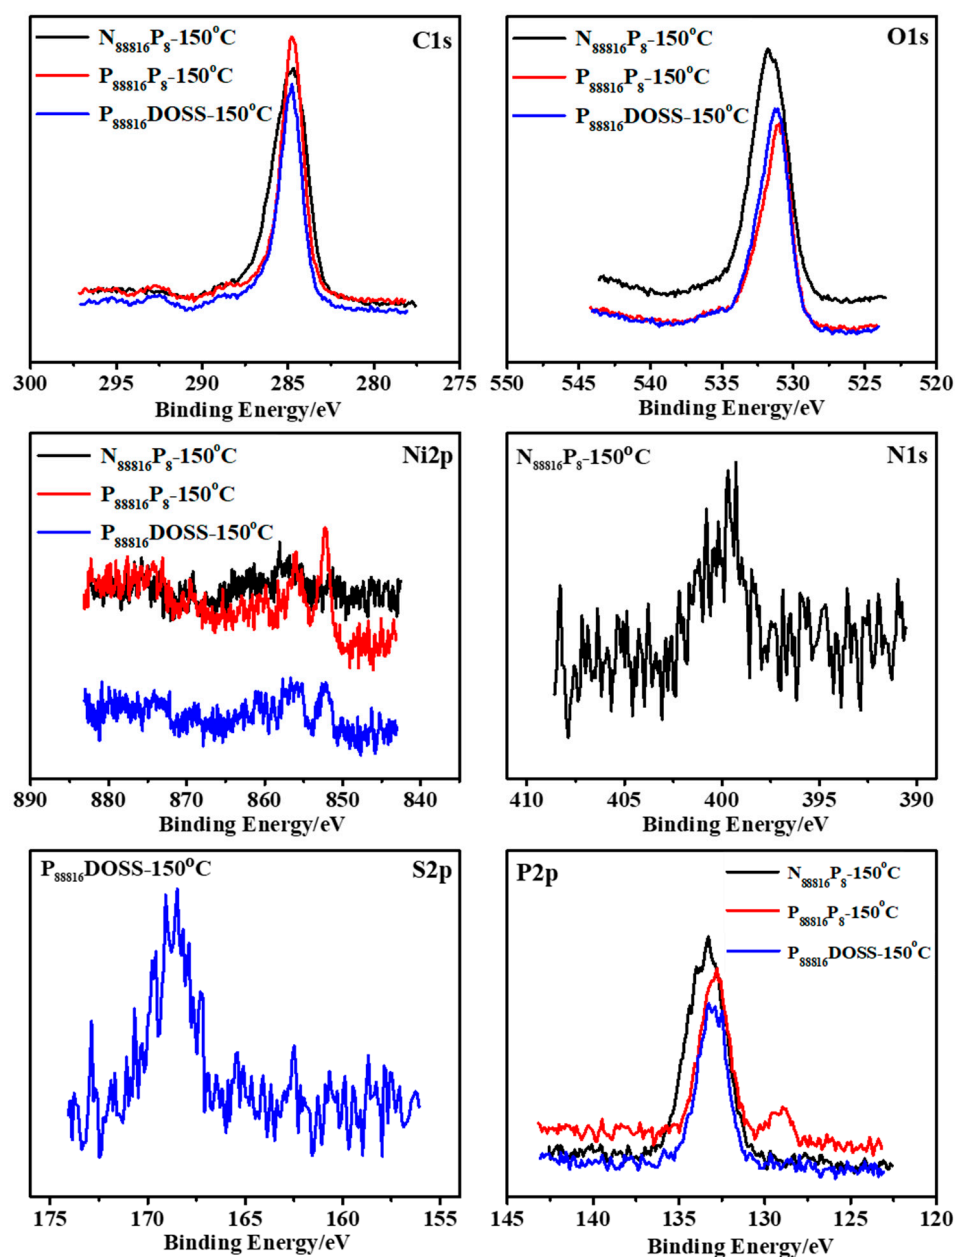 N88816P8-150°C
P88816P8-150°C
P88816DOSS-150°C
C1s
300 295 290 285 280 275
Binding Energy/eV
N88816P8-150°C
P88816P8-150°C
P88816DOSS-150°C
O1s
550 545 540 535 530 525 520
Binding Energy/eV
N88816P8-150°C
P88816P8-150°C
P88816DOSS-150°C
Ni2p
890 880 870 860 850 840
Binding Energy/eV
N88816P8-150°C
N1s
410 405 400 395 390
Binding Energy/eV
P88816DOSS-150°C
S2p
175 170 165 160 155
Binding Energy/eV
P2p
N88816P8-150°C
P88816P8-150°C
P88816DOSS-150°C
145 140 135 130 125 120
Binding Energy/eV